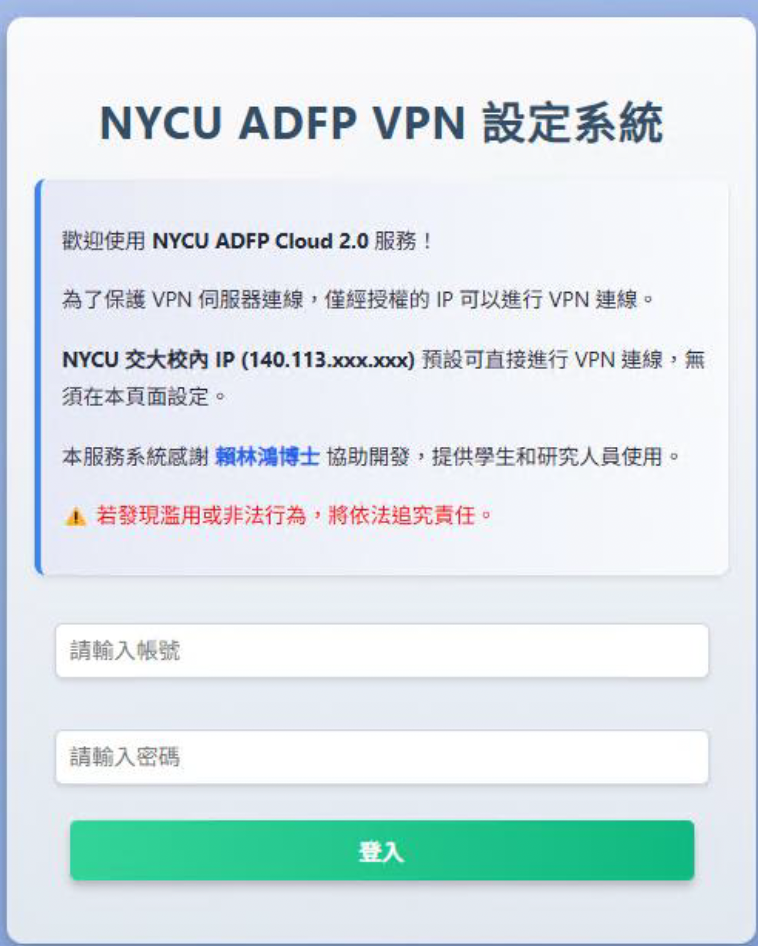 NYCU ADFP VPN 設定系統
歡迎使用 NYCU ADFP Cloud 2.0 服務！
為了保護 VPN 伺服器連線，僅經授權的 IP 可以進行 VPN 連線。
NYCU 交大校內 IP (140.113.xxx.xxx) 預設可直接進行 VPN 連線，無
須在本頁面設定。
本服務系統感謝 賴林鴻博士 協助開發，提供學生和研究人員使用。
⚠️ 若發現濫用或非法行為，將依法追究責任。
請輸入帳號
請輸入密碼
登入